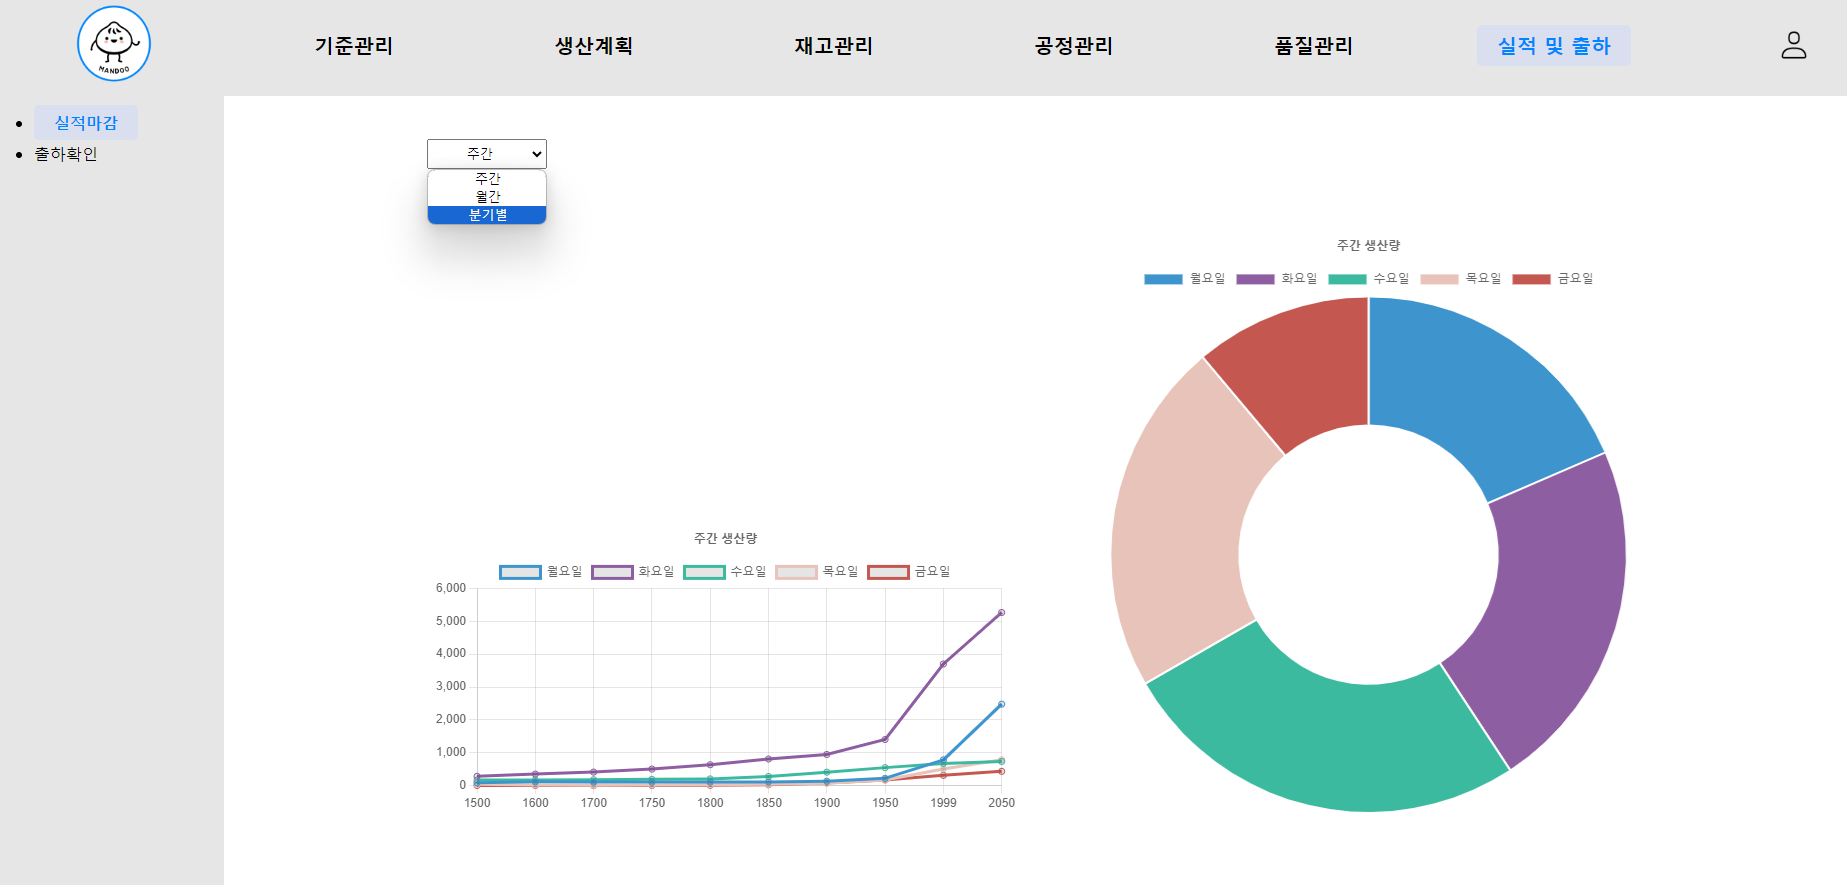 MANDOO
기준관리 생산계획 재고관리 공정관리 품질관리 실적 및 출하
실적마감
출하확인
주간
주간
월간
분기별
주간 생산량
월요일 화요일 수요일 목요일 금요일
6,000
5,000
4,000
3,000
2,000
1,000
0
1500 1600 1700 1750 1800 1850 1900 1950 1999 2050
주간 생산량
월요일 화요일 수요일 목요일 금요일